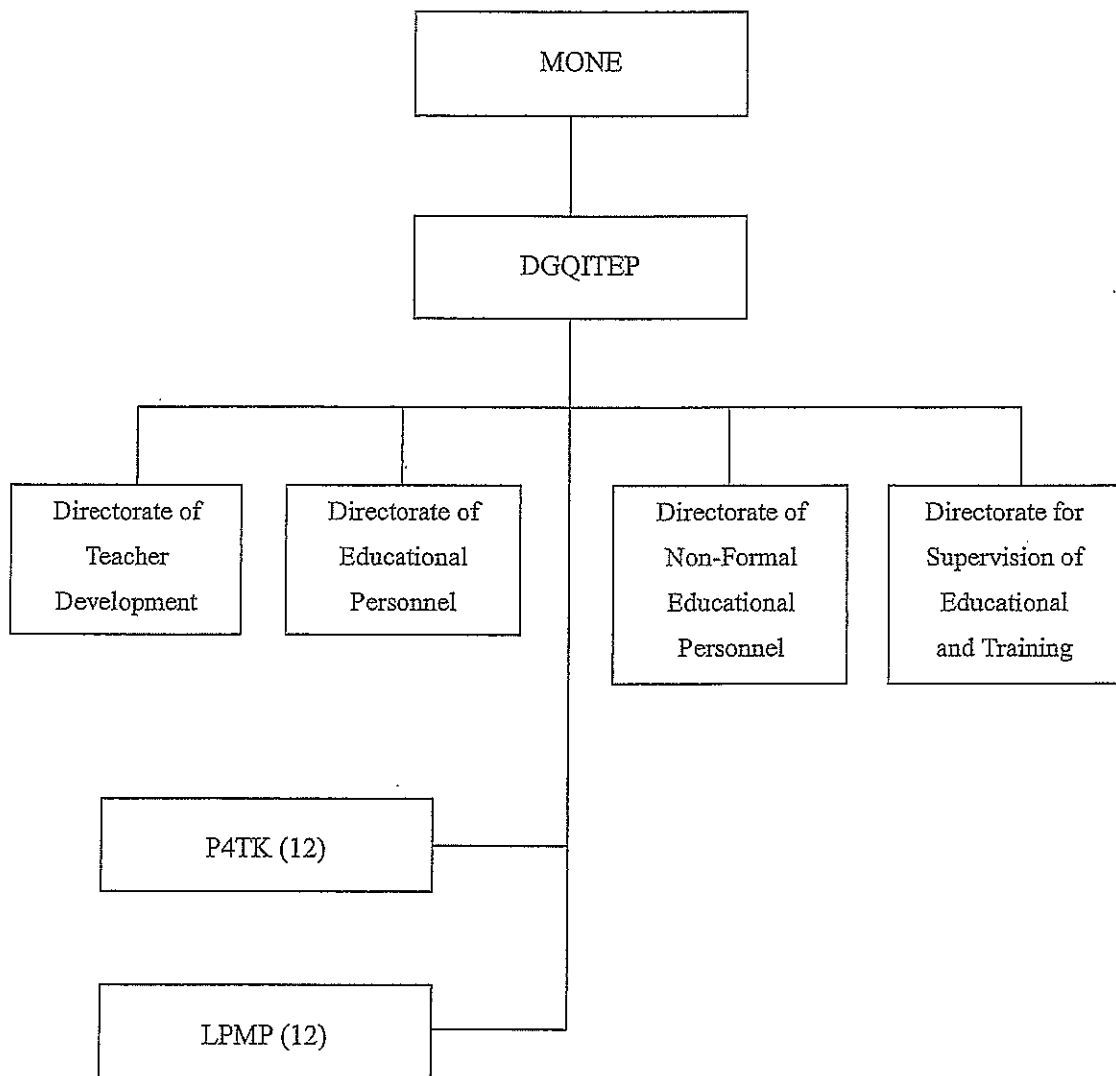 MONE
DGQITEP
Directorate of
Teacher
Development
Directorate of
Educational
Personnel
Directorate of
Non-Formal
Educational
Personnel
Directorate for
Supervision of
Educational
and Training
P4TK (12)
LPMP (12)